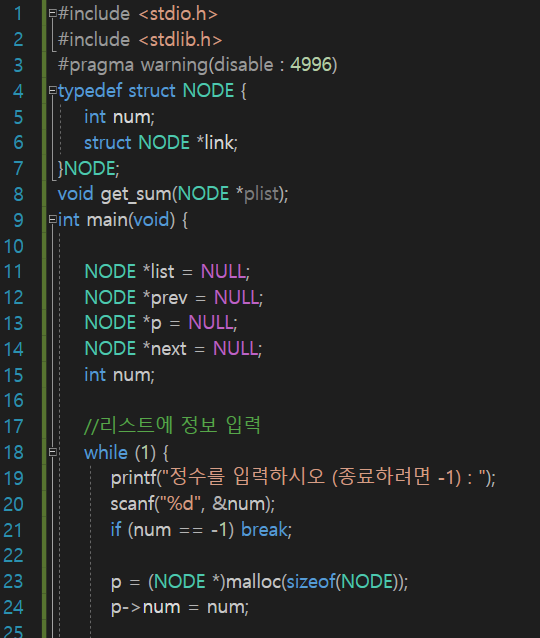 1 #include <stdio.h>
2 #include <stdlib.h>
3 #pragma warning(disable : 4996)
4 typedef struct NODE {
5 int num;
6 struct NODE *link;
7 }NODE;
8 void get_sum(NODE *plist);
9 int main(void) {
10
11 NODE *list = NULL;
12 NODE *prev = NULL;
13 NODE *p = NULL;
14 NODE *next = NULL;
15 int num;
16
17 //리스트에 정보 입력
18 while (1) {
19 printf("정수를 입력하시오 (종료하려면 -1) : ");
20 scanf("%d", &num);
21 if (num == -1) break;
22
23 p = (NODE *)malloc(sizeof(NODE));
24 p->num = num;
25